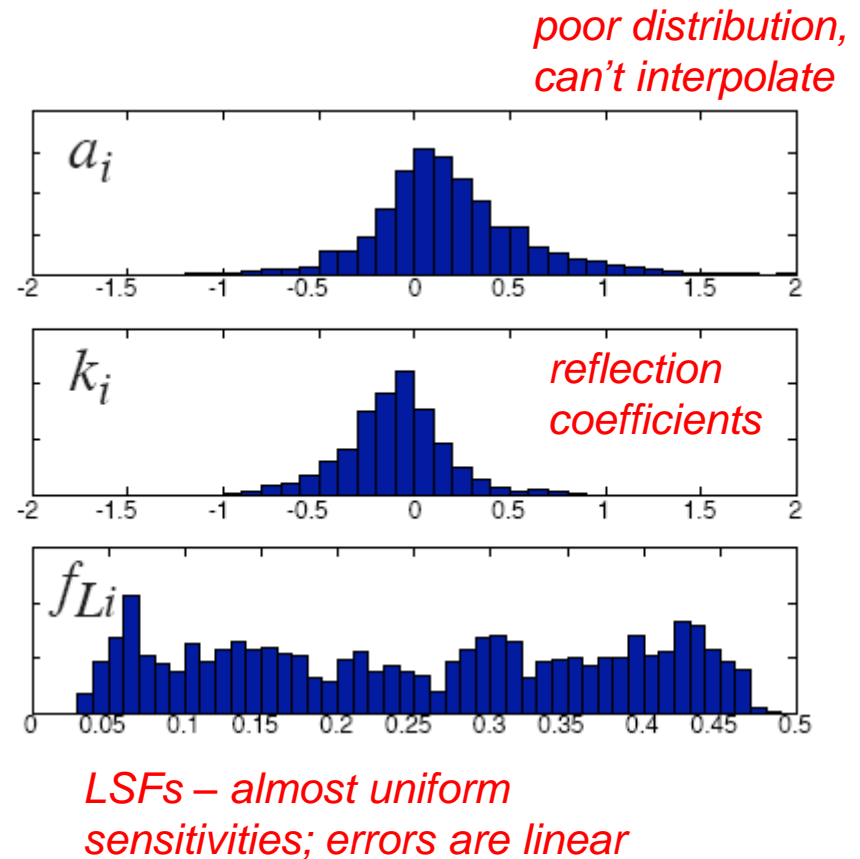 poor distribution,
can't interpolate
a_i
-2 -1.5 -1 -0.5 0 0.5 1 1.5 2
k_i
reflection
coefficients
-2 -1.5 -1 -0.5 0 0.5 1 1.5 2
f_{Li}
0 0.05 0.1 0.15 0.2 0.25 0.3 0.35 0.4 0.45 0.5
LSFs – almost uniform
sensitivities; errors are linear